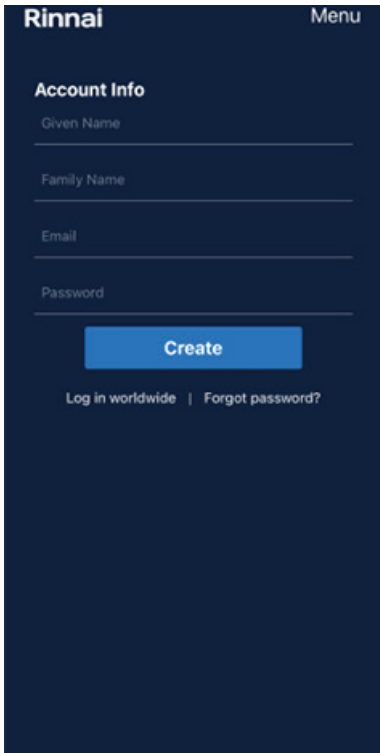 Rinnai Menu
Account Info
Given Name
Family Name
Email
Password
Create
Log in worldwide | Forgot password?